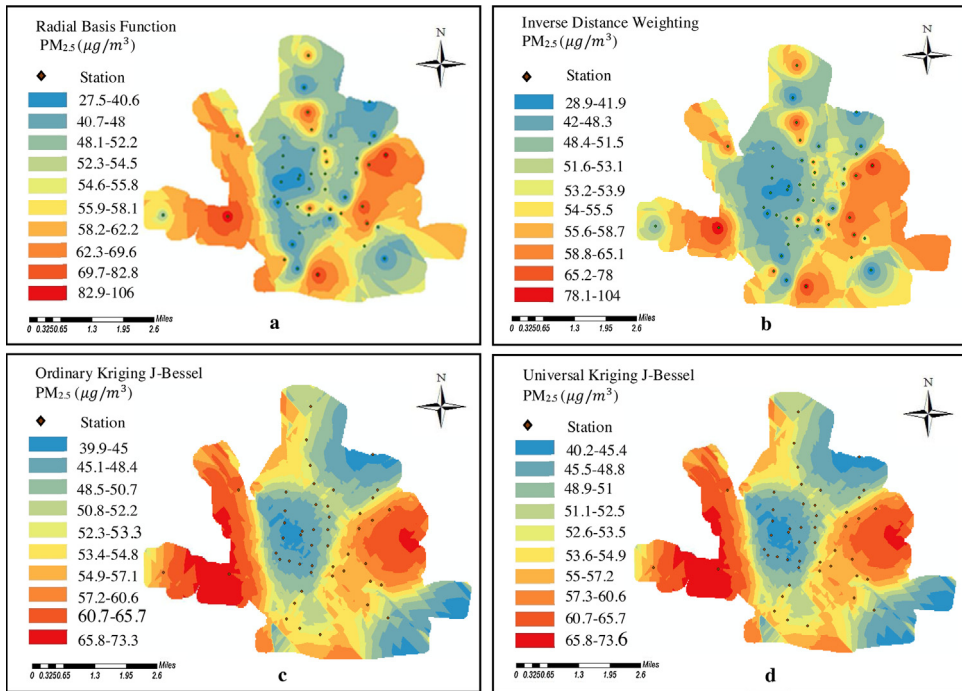 Radial Basis Function
PM2.5 (μg/m³)
N
Station
27.5-40.6
40.7-48
48.1-52.2
52.3-54.5
54.6-55.8
55.9-58.1
58.2-62.2
62.3-69.6
69.7-82.8
82.9-106
Miles
0 0.325 0.65 1.3 1.95 2.6
a
Inverse Distance Weighting
PM2.5 (μg/m³)
N
Station
28.9-41.9
42-48.3
48.4-51.5
51.6-53.1
53.2-53.9
54-55.5
55.6-58.7
58.8-65.1
65.2-78
78.1-104
Miles
0 0.325 0.65 1.3 1.95 2.6
b
Ordinary Kriging J-Bessel
PM2.5 (μg/m³)
N
Station
39.9-45
45.1-48.4
48.5-50.7
50.8-52.2
52.3-53.3
53.4-54.8
54.9-57.1
57.2-60.6
60.7-65.7
65.8-73.3
Miles
0 0.325 0.65 1.3 1.95 2.6
c
Universal Kriging J-Bessel
PM2.5 (μg/m³)
N
Station
40.2-45.4
45.5-48.8
48.9-51
51.1-52.5
52.6-53.5
53.6-54.9
55-57.2
57.3-60.6
60.7-65.7
65.8-73.6
Miles
0 0.325 0.65 1.3 1.95 2.6
d